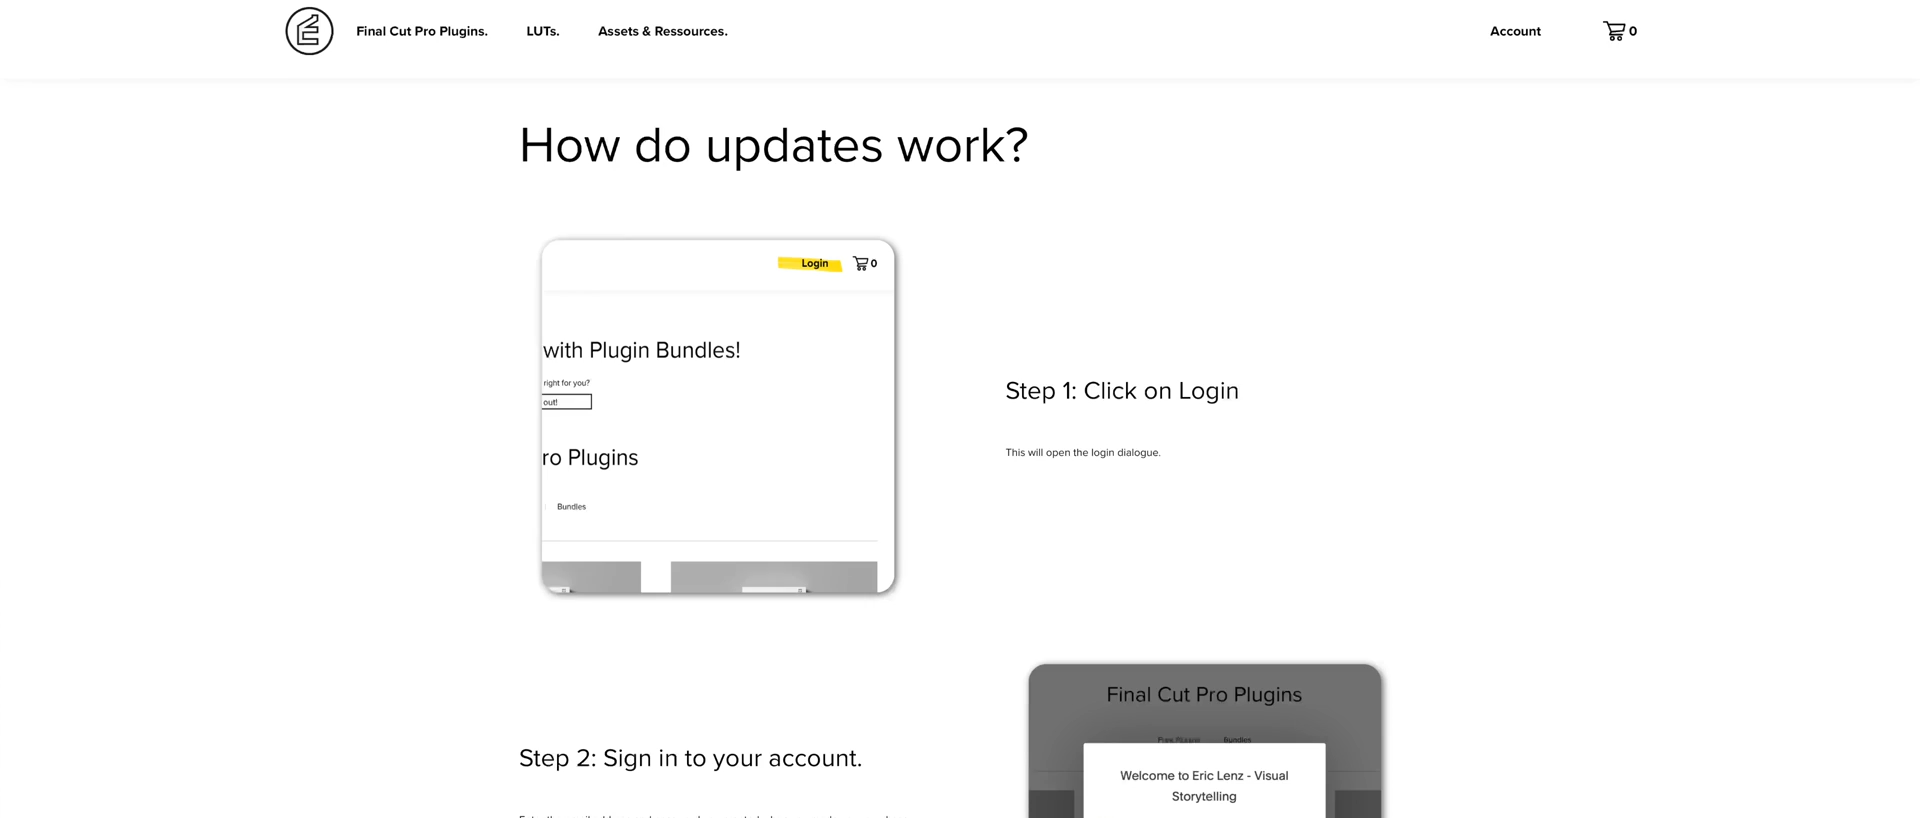 Final Cut Pro Plugins.
LUTs.
Assets & Ressources.
Account
0
How do updates work?
Login
0
with Plugin Bundles!
right for you?
out!
ro Plugins
Bundles
Step 1: Click on Login
This will open the login dialogue.
Step 2: Sign in to your account.
Final Cut Pro Plugins
Bundles
Welcome to Eric Lenz - Visual
Storytelling